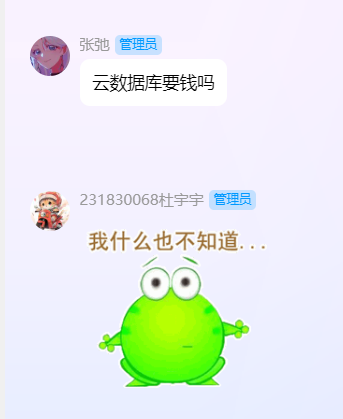 张弛 管理员
云数据库要钱吗
231830068杜宇宇 管理员
我什么也不知道...